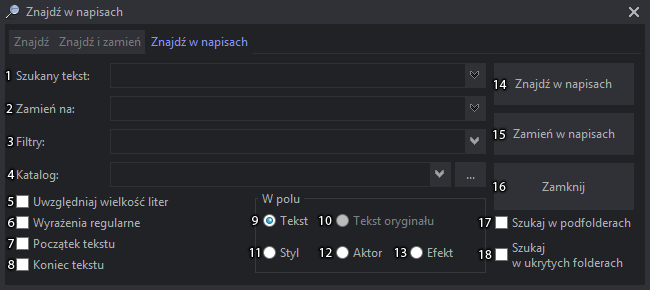 Znajdź w napisach
Znajdź Znajdź i zamień Znajdź w napisach
1 Szukany tekst:
14 Znajdź w napisach
2 Zamień na:
15 Zamień w napisach
3 Filtry:
4 Katalog: ...
16 Zamknij
5 Uwzględniaj wielkość liter
6 Wyrażenia regularne
7 Początek tekstu
8 Koniec tekstu
W polu
9 Tekst 10 Tekst oryginału
11 Styl 12 Aktor 13 Efekt
17 Szukaj w podfolderach
18 Szukaj
w ukrytych folderach